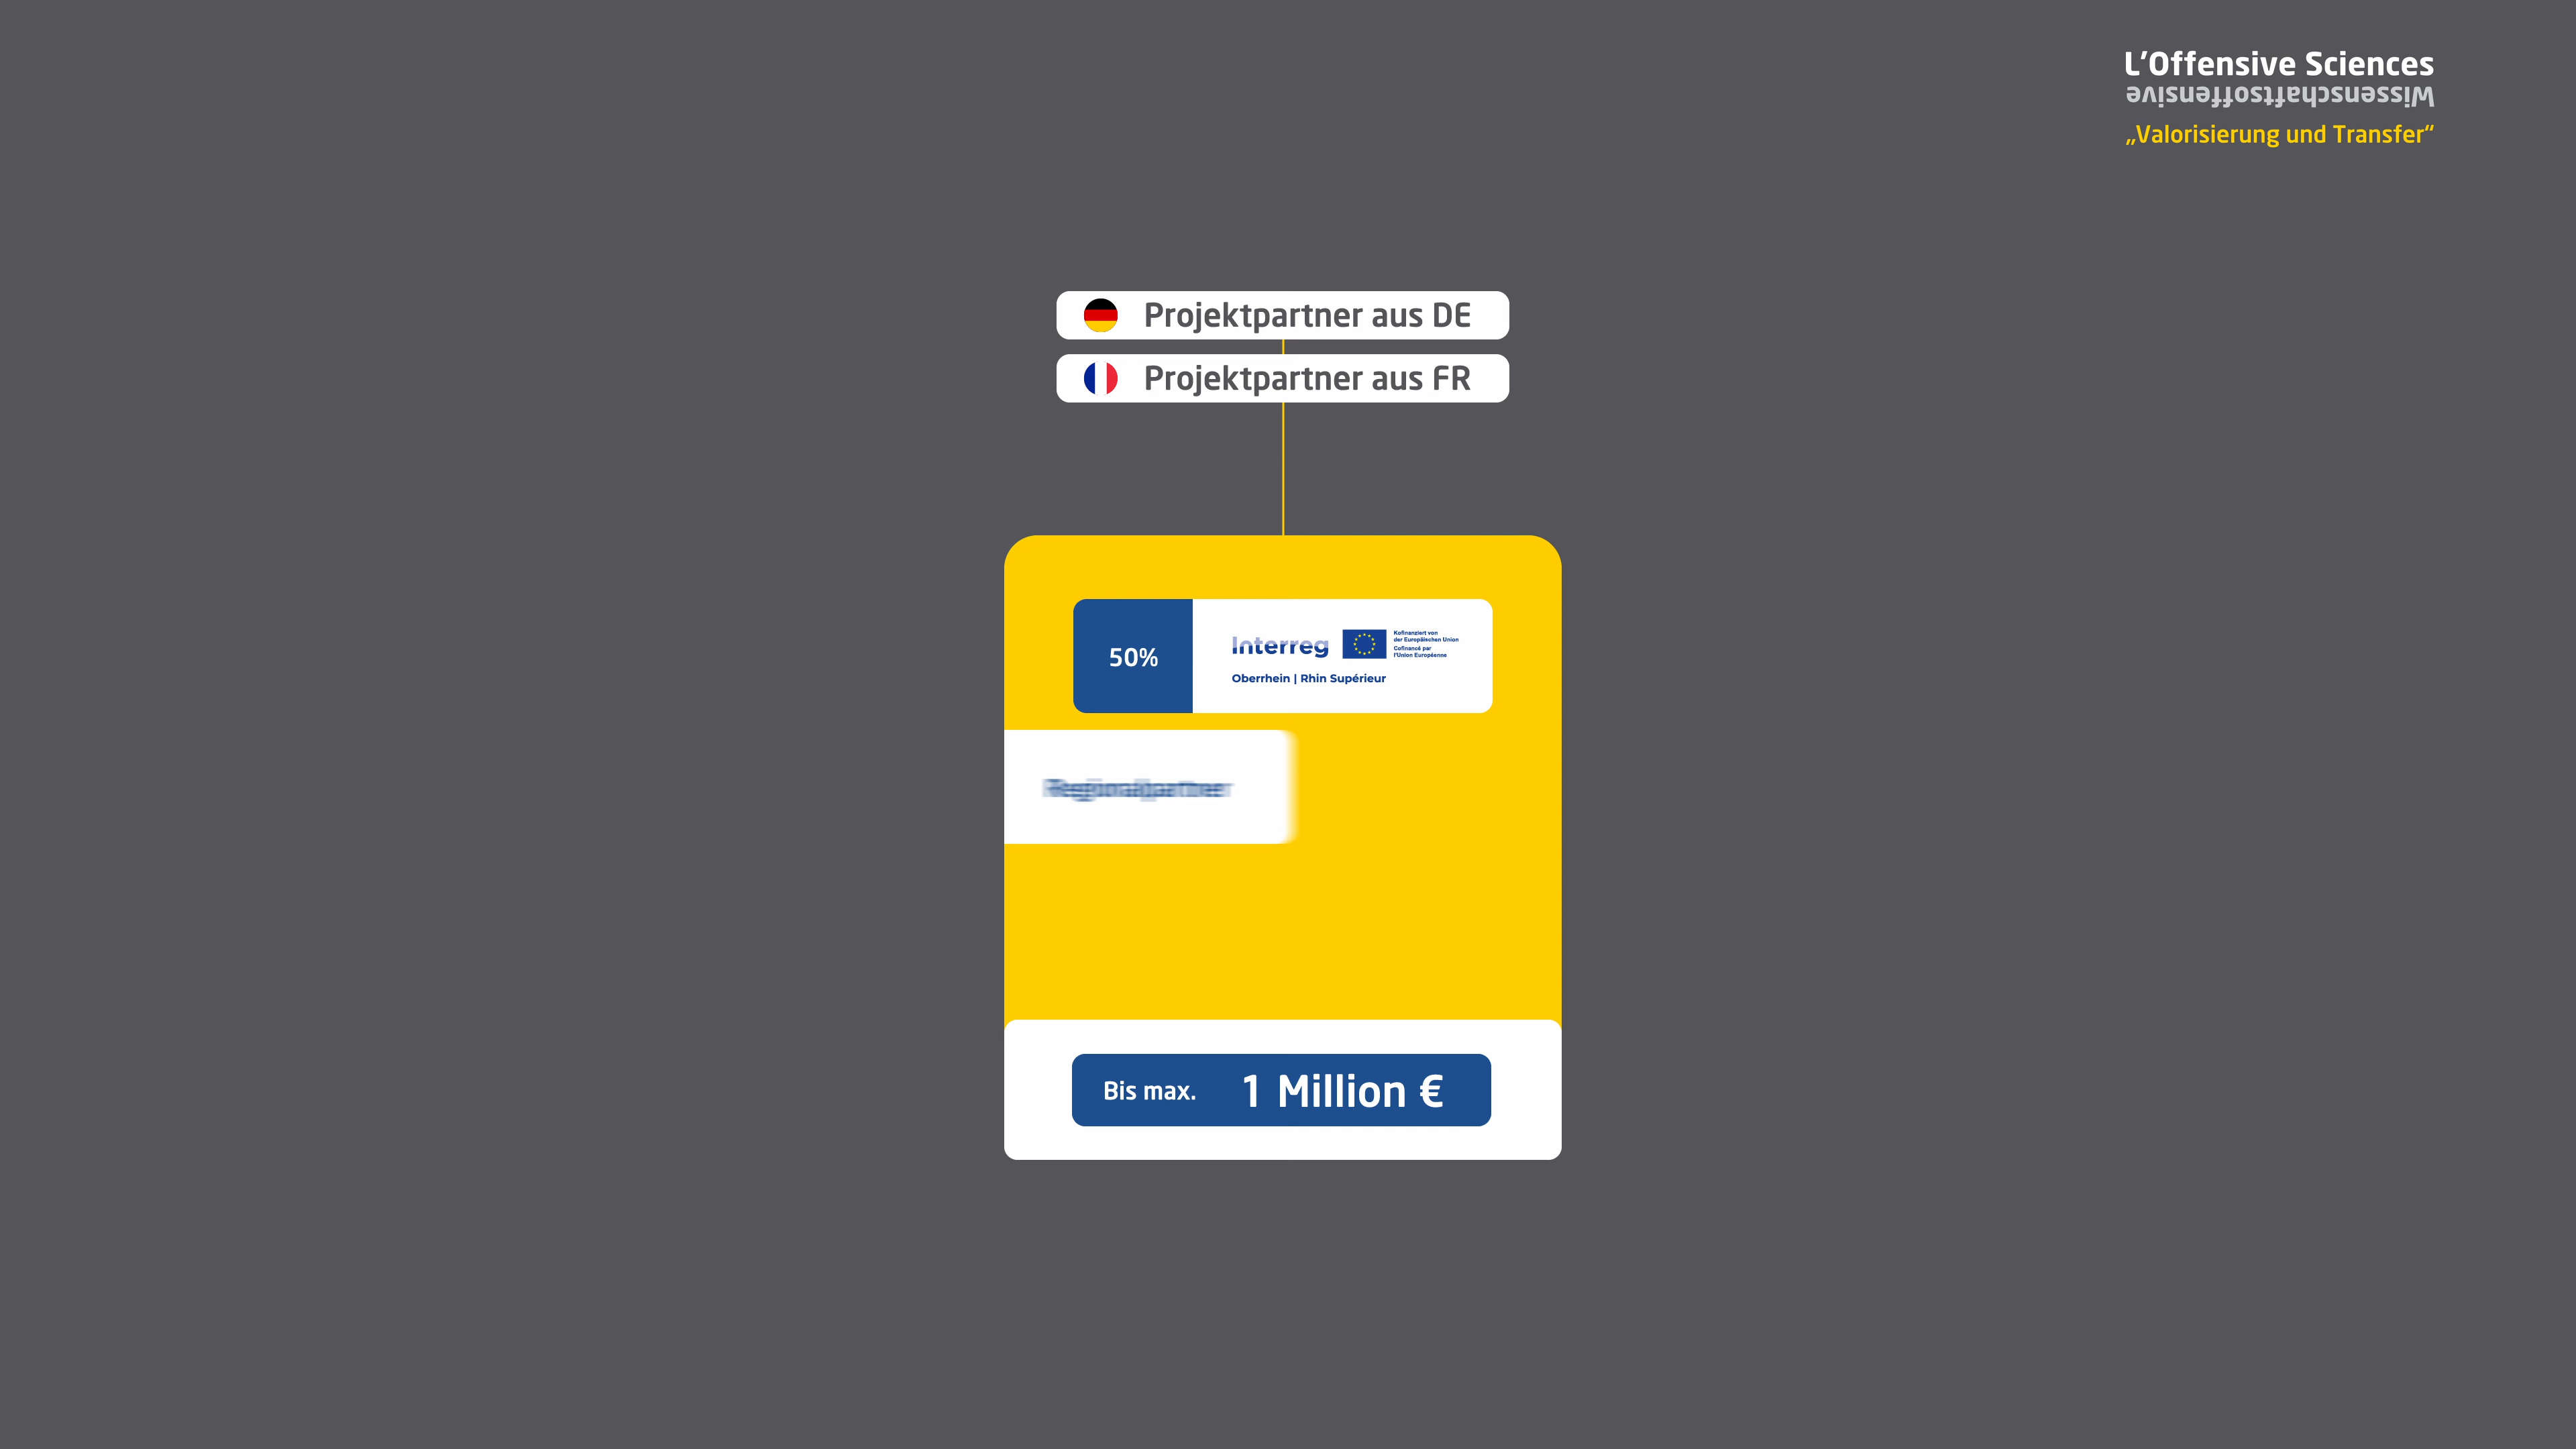 L'Offensive Sciences
Wissenschaftsoffensive
„Valorisierung und Transfer“
Projektpartner aus DE
Projektpartner aus FR
50%
Interreg
Kofinanziert von
der Europäischen Union
Cofinancé par
l'Union Européenne
Oberrhein | Rhin Supérieur
Regionalpartner
Bis max. 1 Million €